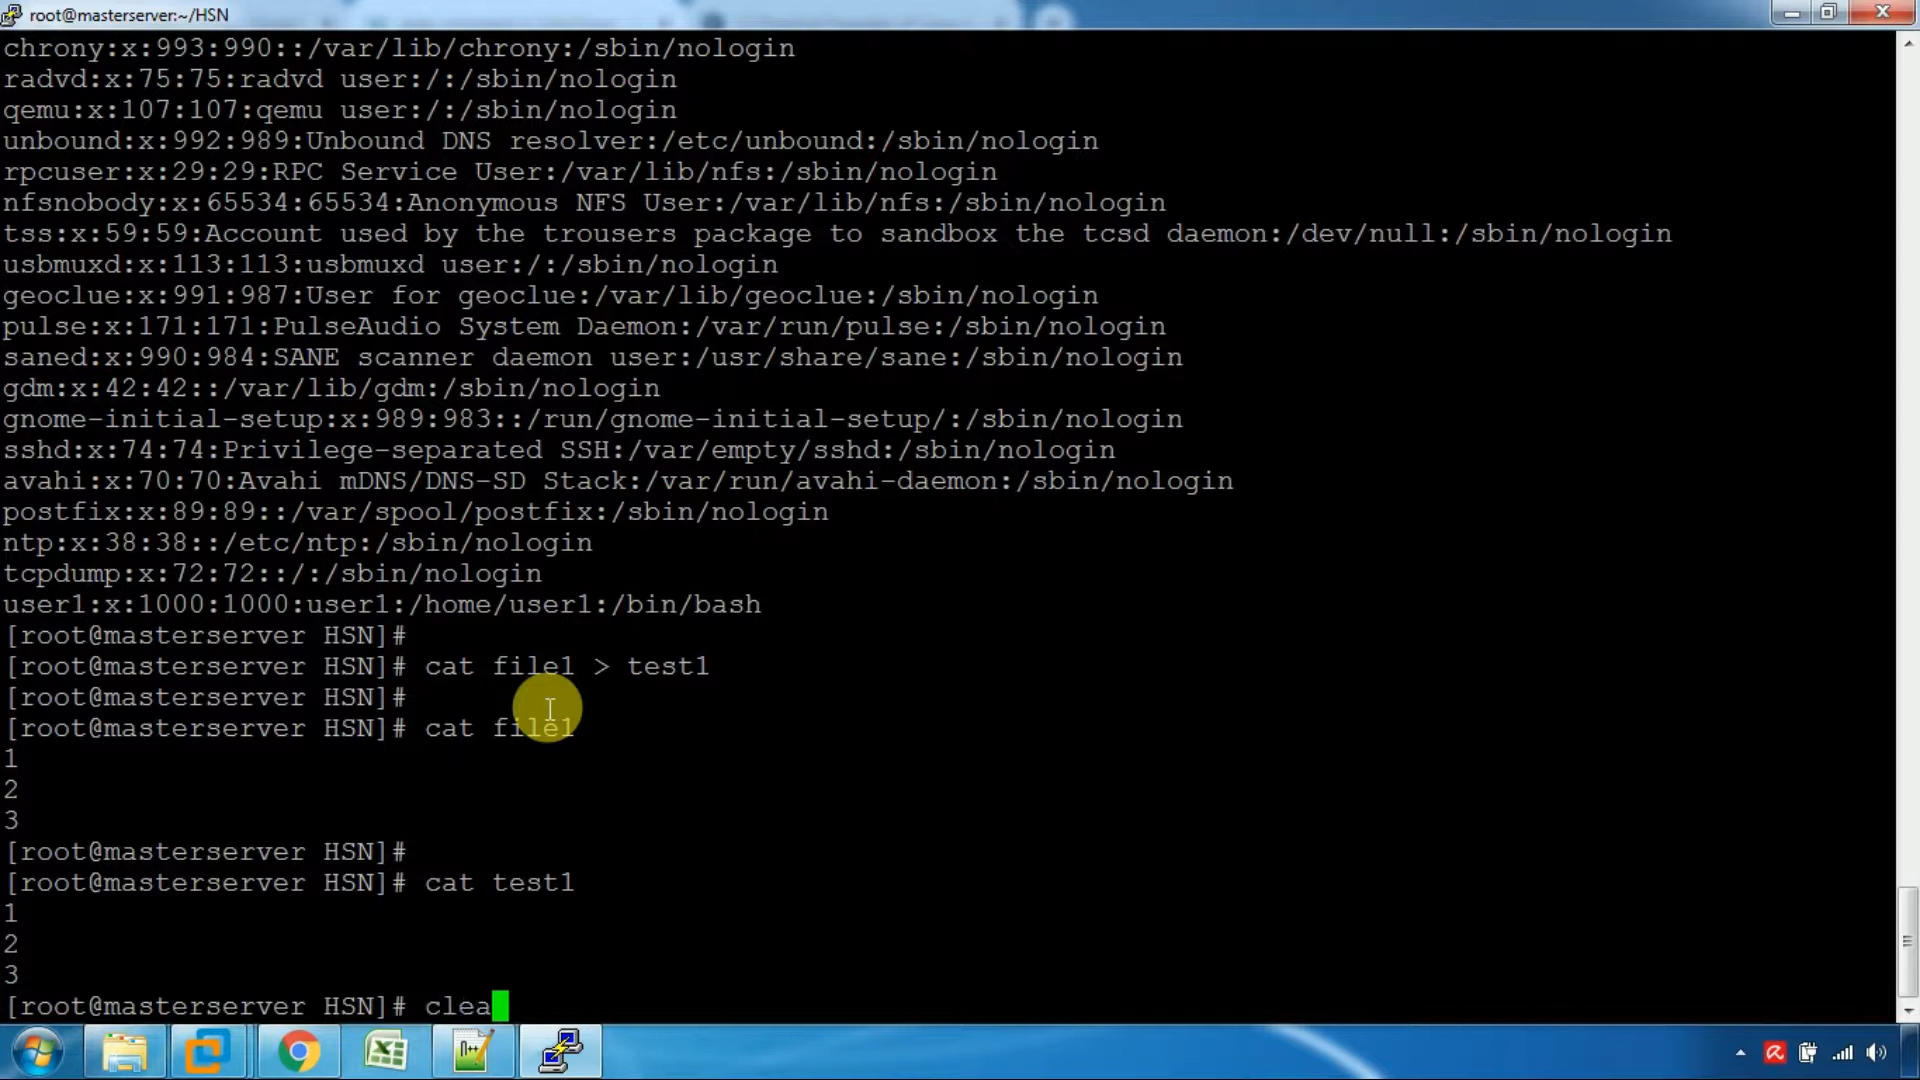 root@masterserver:~/HSN
chrony:x:993:990::/var/lib/chrony:/sbin/nologin
radvd:x:75:75:radvd user:/:/sbin/nologin
qemu:x:107:107:qemu user:/:/sbin/nologin
unbound:x:992:989:Unbound DNS resolver:/etc/unbound:/sbin/nologin
rpcuser:x:29:29:RPC Service User:/var/lib/nfs:/sbin/nologin
nfsnobody:x:65534:65534:Anonymous NFS User:/var/lib/nfs:/sbin/nologin
tss:x:59:59:Account used by the trousers package to sandbox the tcsd daemon:/dev/null:/sbin/nologin
usbmuxd:x:113:113:usbmuxd user:/:/sbin/nologin
geoclue:x:991:987:User for geoclue:/var/lib/geoclue:/sbin/nologin
pulse:x:171:171:PulseAudio System Daemon:/var/run/pulse:/sbin/nologin
saned:x:990:984:SANE scanner daemon user:/usr/share/sane:/sbin/nologin
gdm:x:42:42::/var/lib/gdm:/sbin/nologin
gnome-initial-setup:x:989:983::/run/gnome-initial-setup/:/sbin/nologin
sshd:x:74:74:Privilege-separated SSH:/var/empty/sshd:/sbin/nologin
avahi:x:70:70:Avahi mDNS/DNS-SD Stack:/var/run/avahi-daemon:/sbin/nologin
postfix:x:89:89::/var/spool/postfix:/sbin/nologin
ntp:x:38:38::/etc/ntp:/sbin/nologin
tcpdump:x:72:72::/:/sbin/nologin
user1:x:1000:1000:user1:/home/user1:/bin/bash
[root@masterserver HSN]#
[root@masterserver HSN]# cat file1 > test1
[root@masterserver HSN]#
[root@masterserver HSN]# cat file1
1
2
3
[root@masterserver HSN]#
[root@masterserver HSN]# cat test1
1
2
3
[root@masterserver HSN]# clea